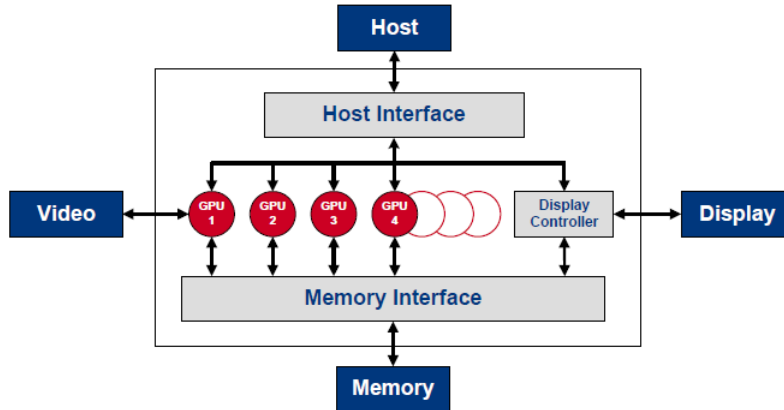 Host
Host Interface
GPU
1
GPU
2
GPU
3
GPU
4
Display
Controller
Video
Display
Memory Interface
Memory